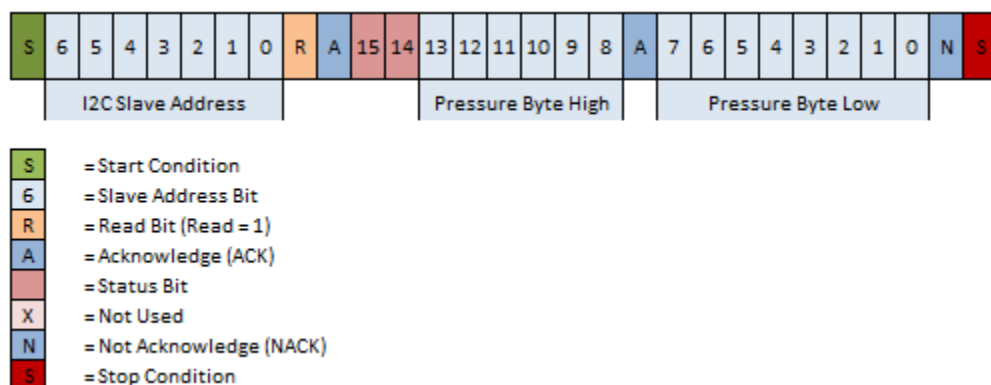 S 6 5 4 3 2 1 0 R A 15 14 13 12 11 10 9 8 A 7 6 5 4 3 2 1 0 N S
I2C Slave Address Pressure Byte High Pressure Byte Low
S =Start Condition
6 =Slave Address Bit
R =Read Bit (Read = 1)
A =Acknowledge (ACK)
=Status Bit
X =Not Used
N =Not Acknowledge (NACK)
S =Stop Condition